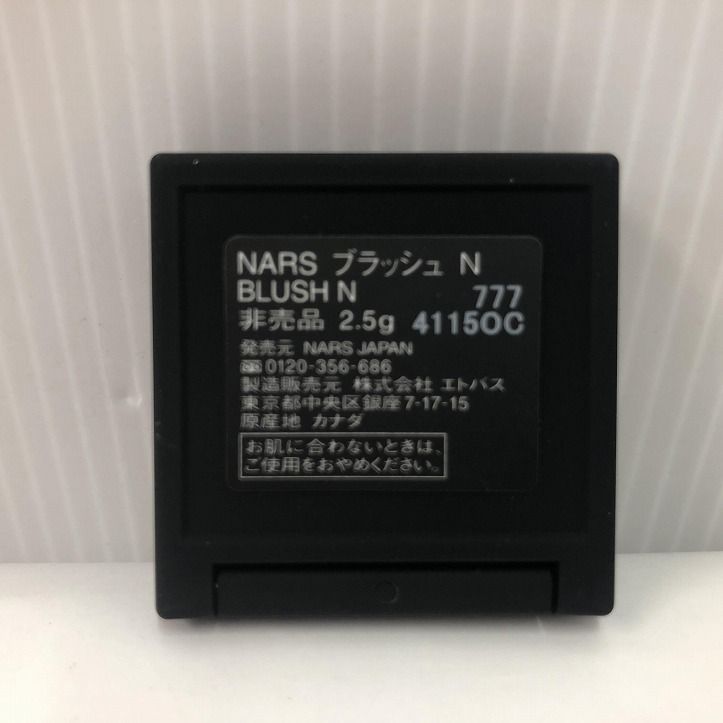 NARS ブラッシュ N
BLUSH N 777
非売品 2.5g 4115OC
発売元 NARS JAPAN
☎0120-356-686
製造販売元 株式会社 エトバス
東京都中央区銀座7-17-15
原産地 カナダ
お肌に合わないときは、
ご使用をおやめください。